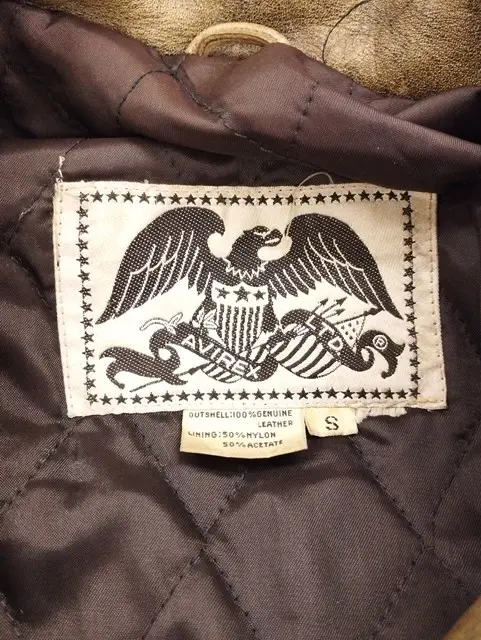 AVIREX LTD ®
OUTSHELL:100%GENUINE
LEATHER
LINING:50%NYLON
50%ACETATE
S